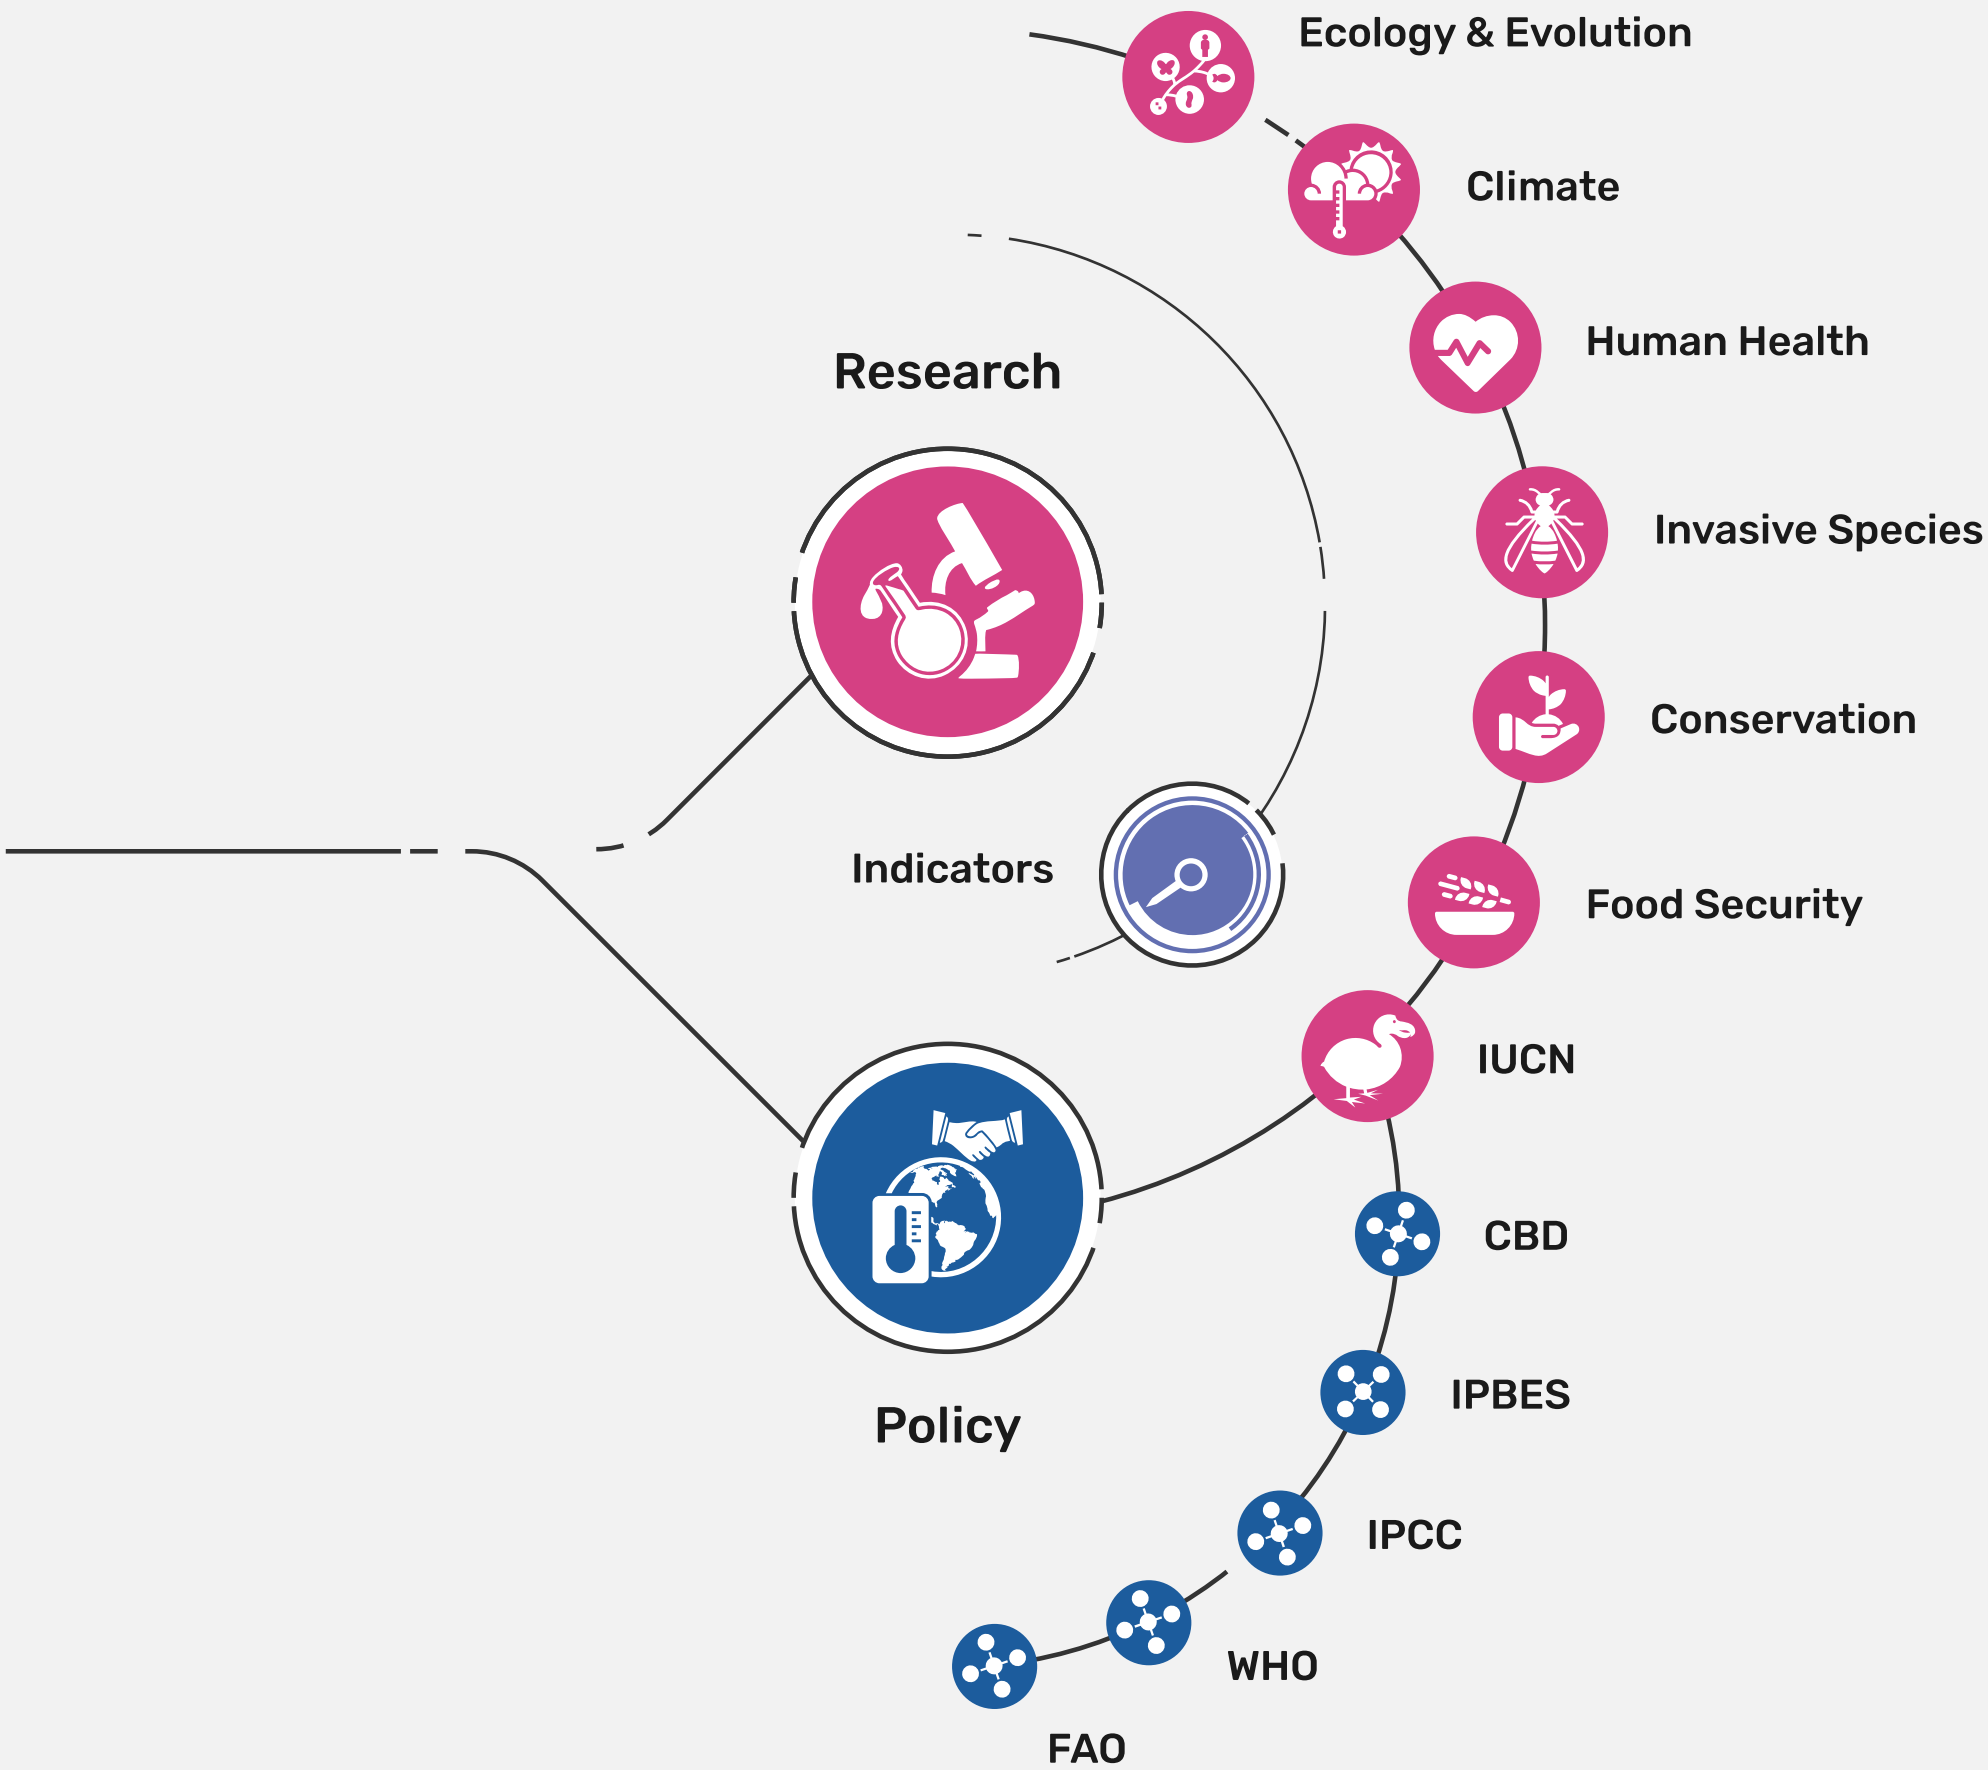 Ecology & Evolution
Climate
Human Health
Research
Invasive Species
Conservation
Indicators
Food Security
IUCN
CBD
IPBES
Policy
IPCC
WHO
FAO